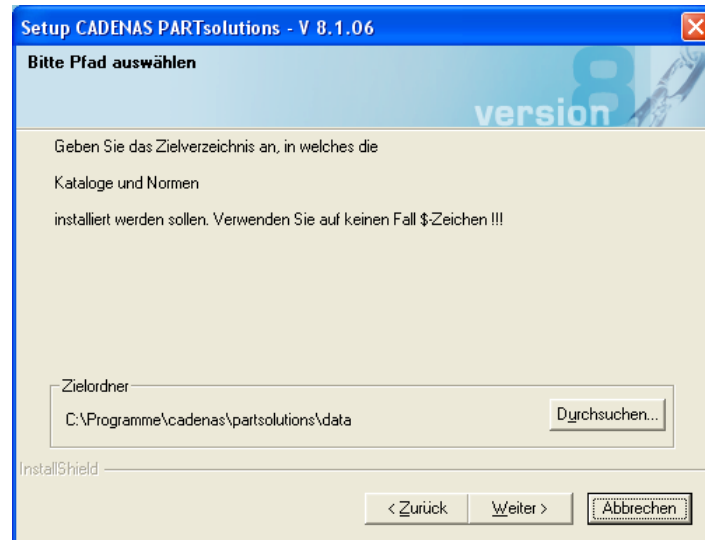 Setup CADENAS PARTsolutions - V 8.1.06
Bitte Pfad auswählen
version 8
Geben Sie das Zielverzeichnis an, in welches die
Kataloge und Normen
installiert werden sollen. Verwenden Sie auf keinen Fall $-Zeichen !!!
Zielordner
C:\Programme\cadenas\partsolutions\data
Durchsuchen...
InstallShield
< Zurück
Weiter >
Abbrechen